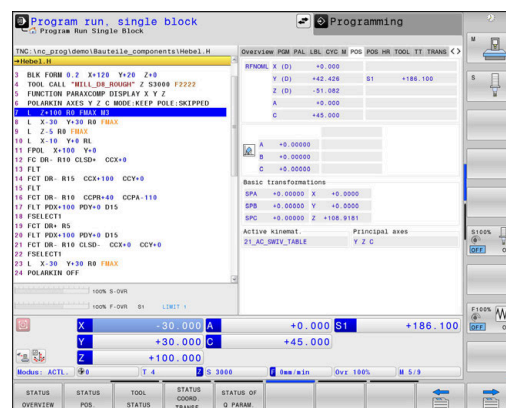 Program run, single block
Program Run Single Block
Programming
TNC:\nc_prog\demo\Bauteile_components\Hebel.H
→Hebel.H
3 BLK FORM 0.2 X+120 Y+20 Z+0
4 TOOL CALL "MILL_D8_ROUGH" Z S3000 F2222
5 FUNCTION PARAXCOMP DISPLAY X Y Z
6 POLARKIN AXES Y Z C MODE:KEEP POLE:SKIPPED
7 L Z+100 R0 FMAX M3
8 L X-30 Y+30 R0 FMAX
9 L Z-5 R0 FMAX
10 L X-10 Y+0 RL
11 FPOL X+100 Y+0
12 FC DR- R10 CLSD+ CCX+0
13 FLT
14 FCT DR- R15 CCX+100 CCY+0
15 FLT
16 FCT DR- R10 CCPR+40 CCPA-110
17 FLT PDX+100 PDY+0 D15
18 FSELECT1
19 FCT DR+ R5
20 FLT PDX+100 PDY+0 D15
21 FCT DR- R10 CLSD- CCX+0 CCY+0
22 FSELECT1
23 L X-30 Y+30 R0 FMAX
24 POLARKIN OFF
Overview PGM PAL LBL CYC M POS POS HR TOOL TT TRANS
RFNOML X (D) +0.000
Y (D) +42.426 S1 +186.100
Z (D) -51.082
A +0.000
C +45.000
A +0.00000
B +0.00000
C +0.00000
Basic transformations
SPA +0.00000 X +0.0000
SPB +0.00000 Y +0.0000
SPC +0.00000 Z +108.9181
Active kinemat. Principal axes
21_AC_SWIV_TABLE Y Z C
100% S-OVR
100% F-OVR S1 LIMIT 1
X -30.000 A +0.000 S1 +186.100
Y +30.000 C +45.000
Z +100.000
Modus: ACTL. 0 T 4 Z S 3000 F 0mm/min Ovr 100% M 5/9
STATUS OVERVIEW
STATUS POS.
TOOL STATUS
STATUS COORD. TRANSF.
STATUS OF Q PARAM.
M
S
S100%
OFF
F100%
OFF